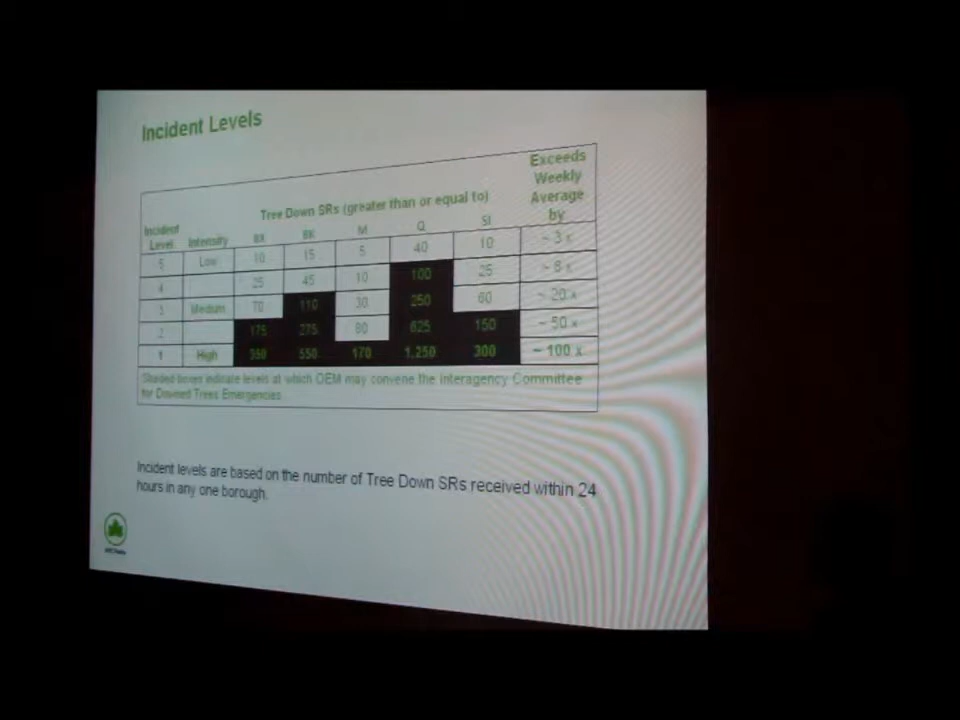 Incident Levels
Tree Down SRs (greater than or equal to)
Exceeds
Weekly
Average
by
Incident
Level Intensity BX BK M Q SI
5 Low 10 15 5 40 10 ~ 3 x
4 25 45 10 100 25 ~ 8 x
3 Medium 70 110 30 250 60 ~ 20 x
2 175 275 80 625 150 ~ 50 x
1 High 350 550 170 1,250 300 ~ 100 x
Shaded boxes indicate levels at which OEM may convene the Interagency Committee
for Downed Trees Emergencies.
Incident levels are based on the number of Tree Down SRs received within 24
hours in any one borough.